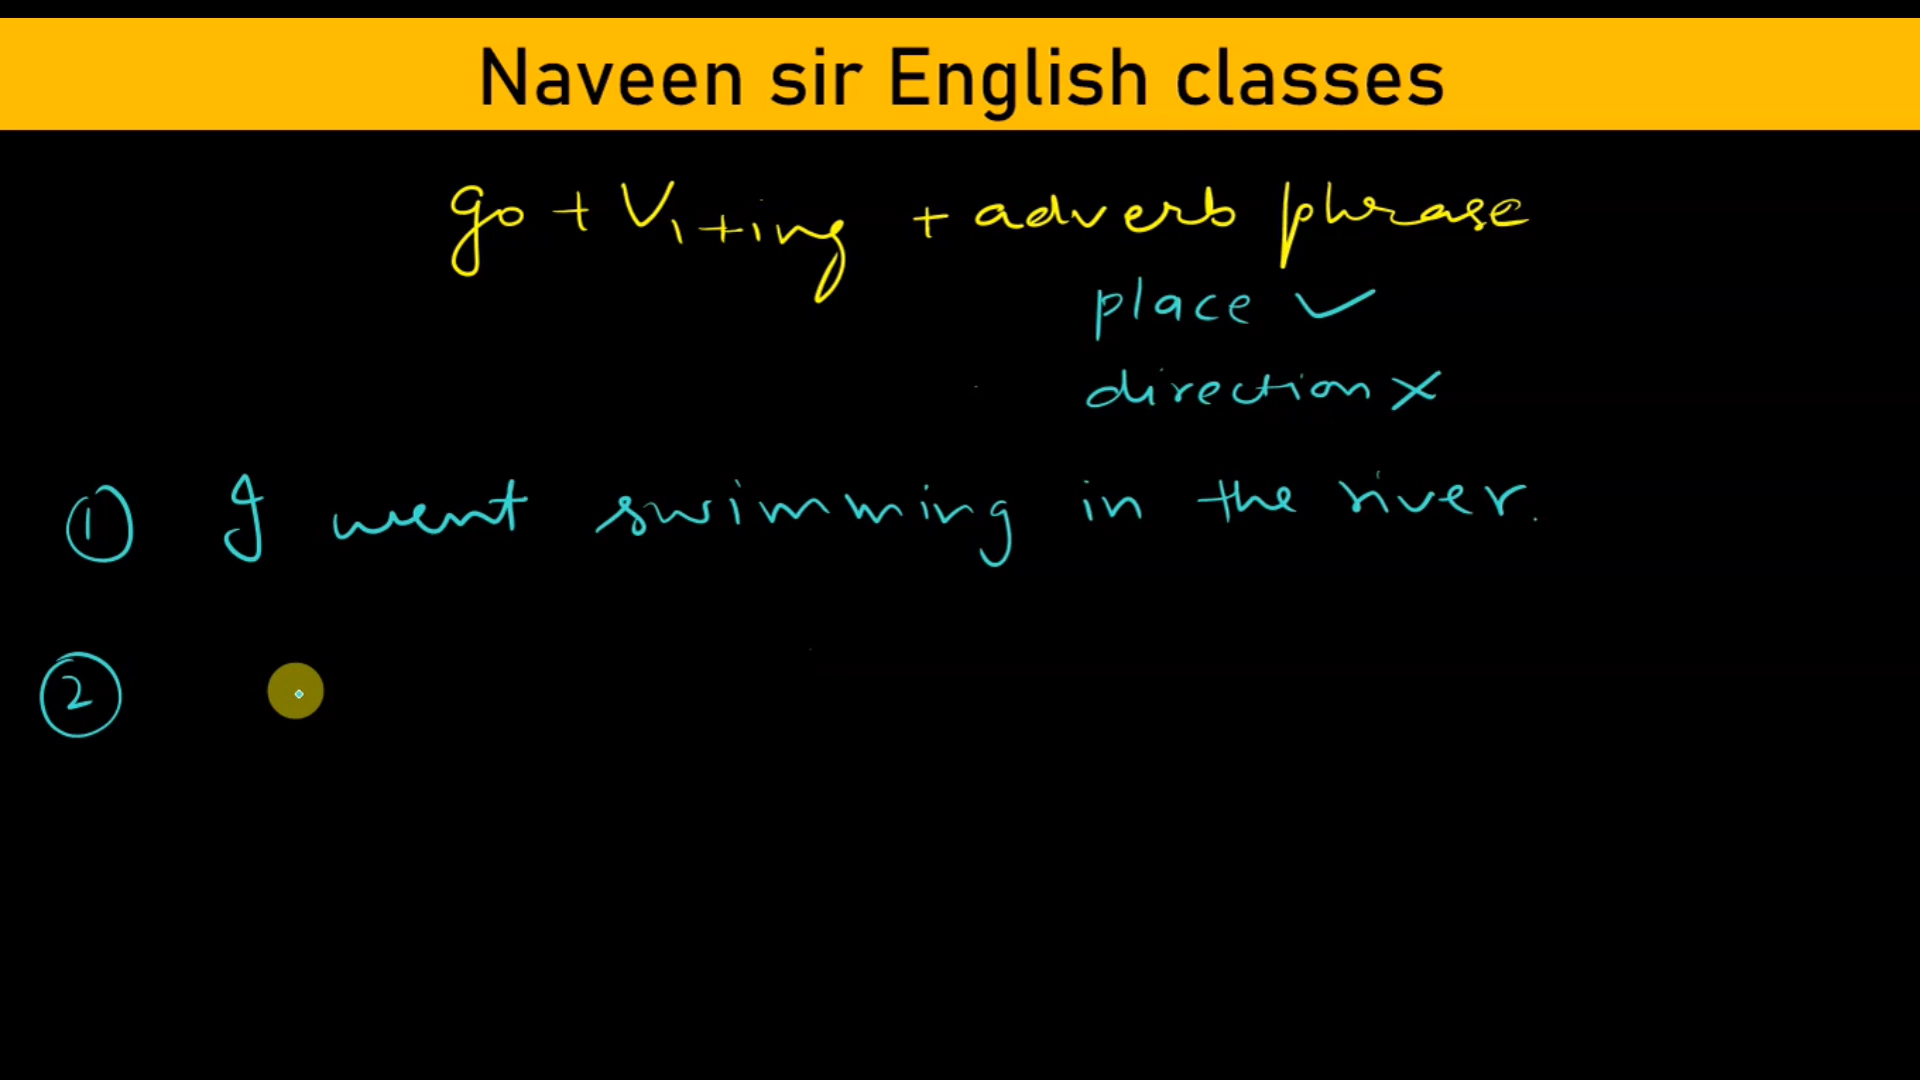 Naveen sir English classes
go + V1 + ing + adverb phrase
place ✓
direction ×
① I went swimming in the river.
②